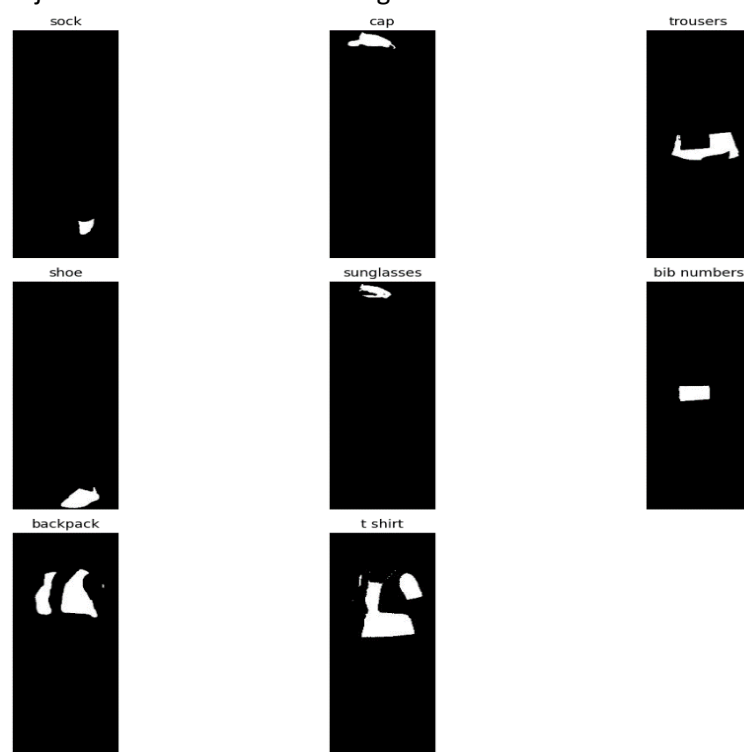 sock
cap
trousers
shoe
sunglasses
bib numbers
backpack
t shirt